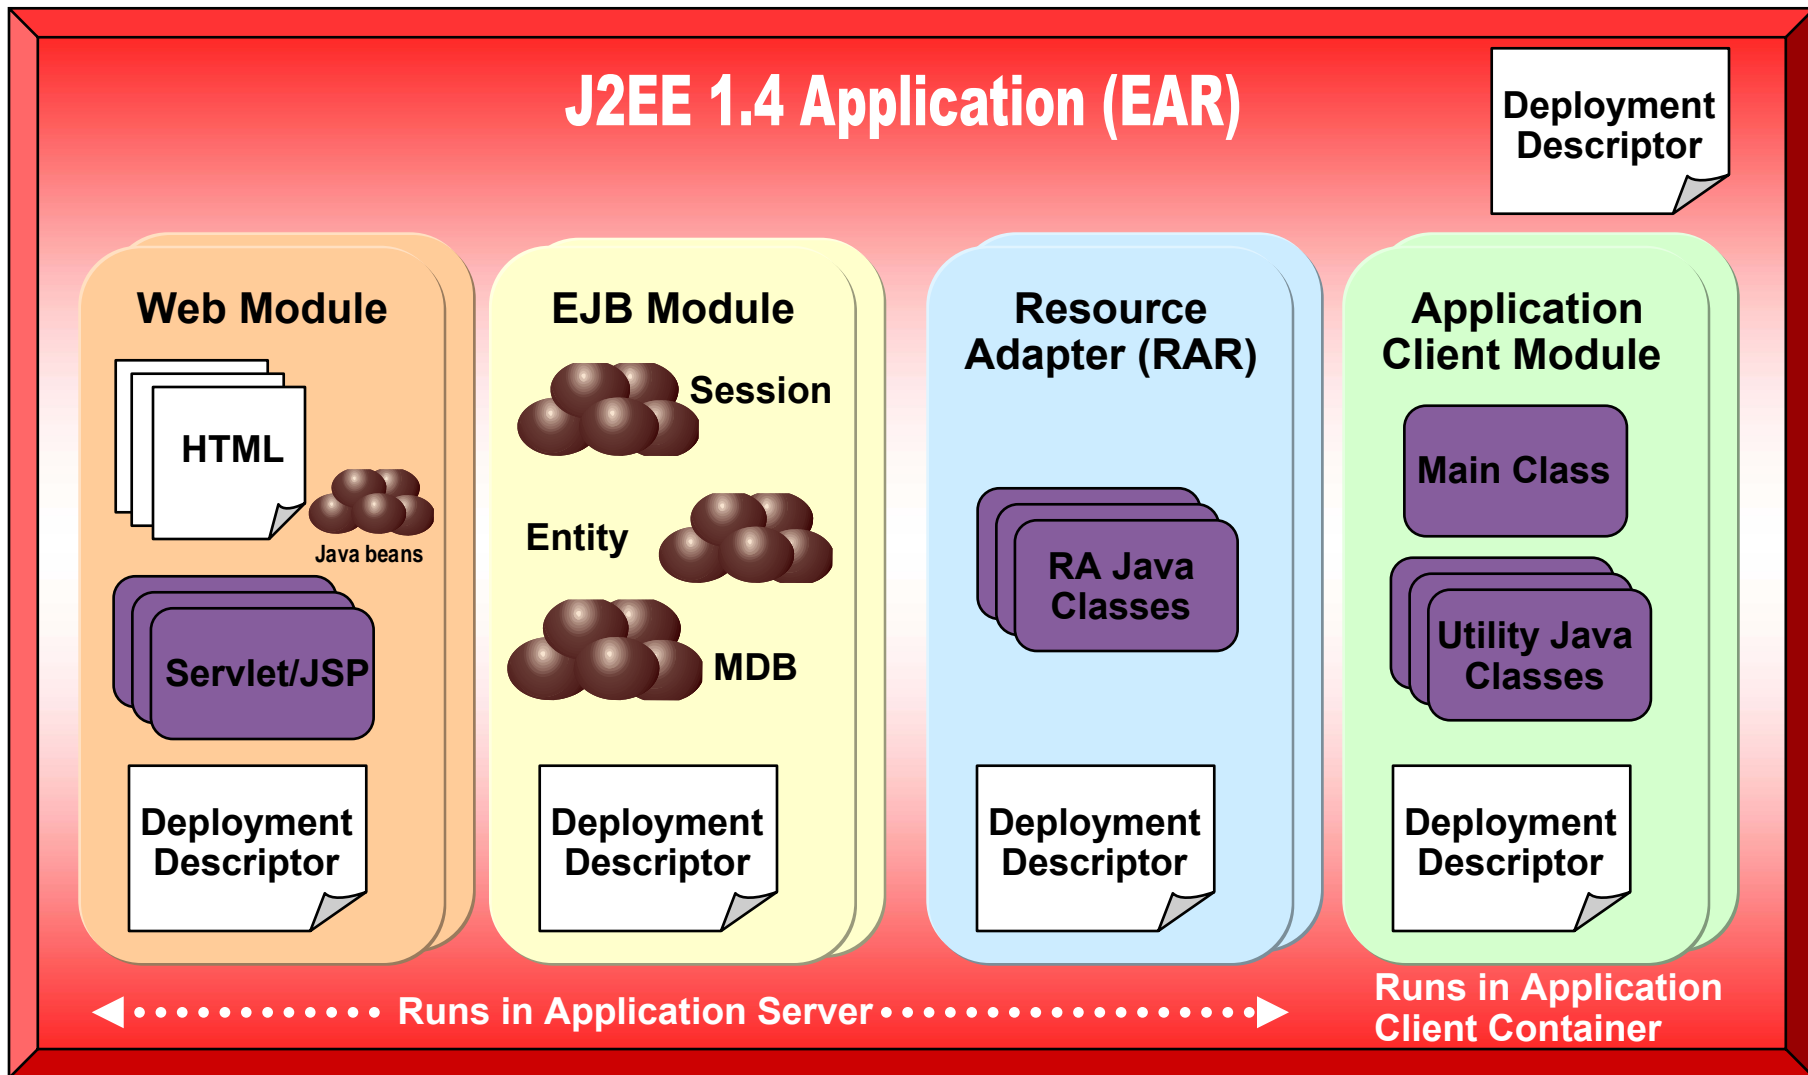 J2EE 1.4 Application (EAR)
Deployment
Descriptor
Web Module
HTML
Java beans
Servlet/JSP
Deployment
Descriptor
EJB Module
Session
Entity
MDB
Deployment
Descriptor
Resource
Adapter (RAR)
RA Java
Classes
Deployment
Descriptor
Application
Client Module
Main Class
Utility Java
Classes
Deployment
Descriptor
Runs in Application Server
Runs in Application
Client Container